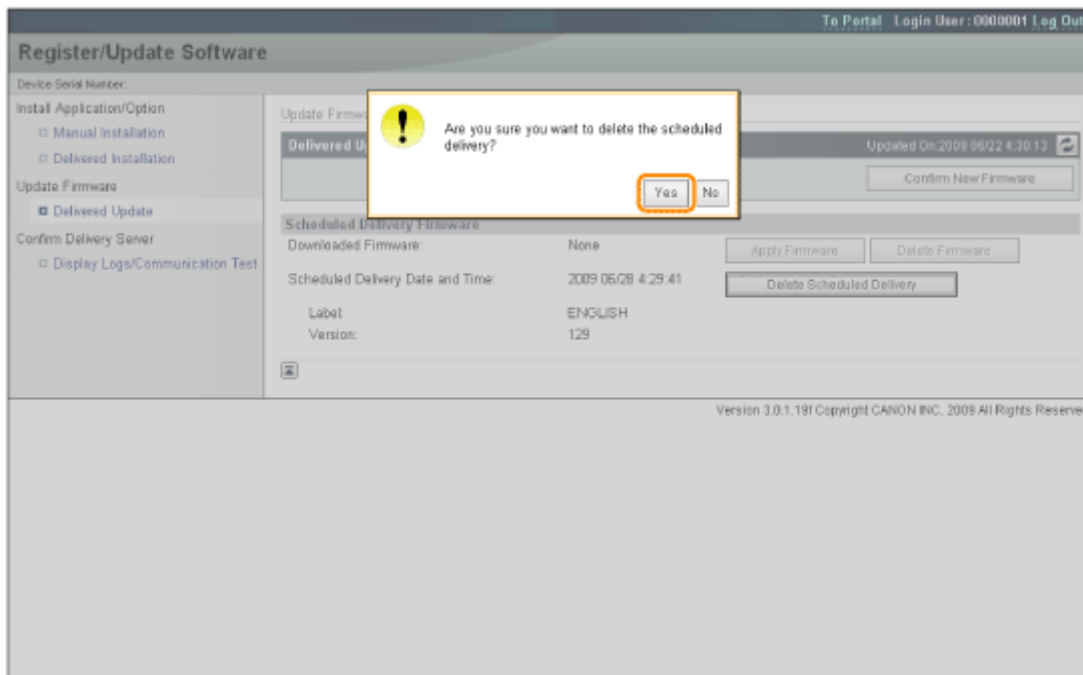 To Portal Login User : 0000001 Log Out
Register/Update Software
Device Serial Number:
Install Application/Option
Manual Installation
Delivered Installation
Update Firmware
Delivered Update
Confirm Delivery Server
Display Logs/Communication Test
Update
Delivered
Updated On:2009 06/22 4:30:13
Confirm New Firmware
Are you sure you want to delete the scheduled
delivery?
Yes No
Scheduled Delivery Firmware
Downloaded Firmware: None Apply Firmware Delete Firmware
Scheduled Delivery Date and Time: 2009 06/28 4:29:41 Delete Scheduled Delivery
Label: ENGLISH
Version: 129
Version 3.0.1.19f Copyright CANON INC. 2009 All Rights Reserve